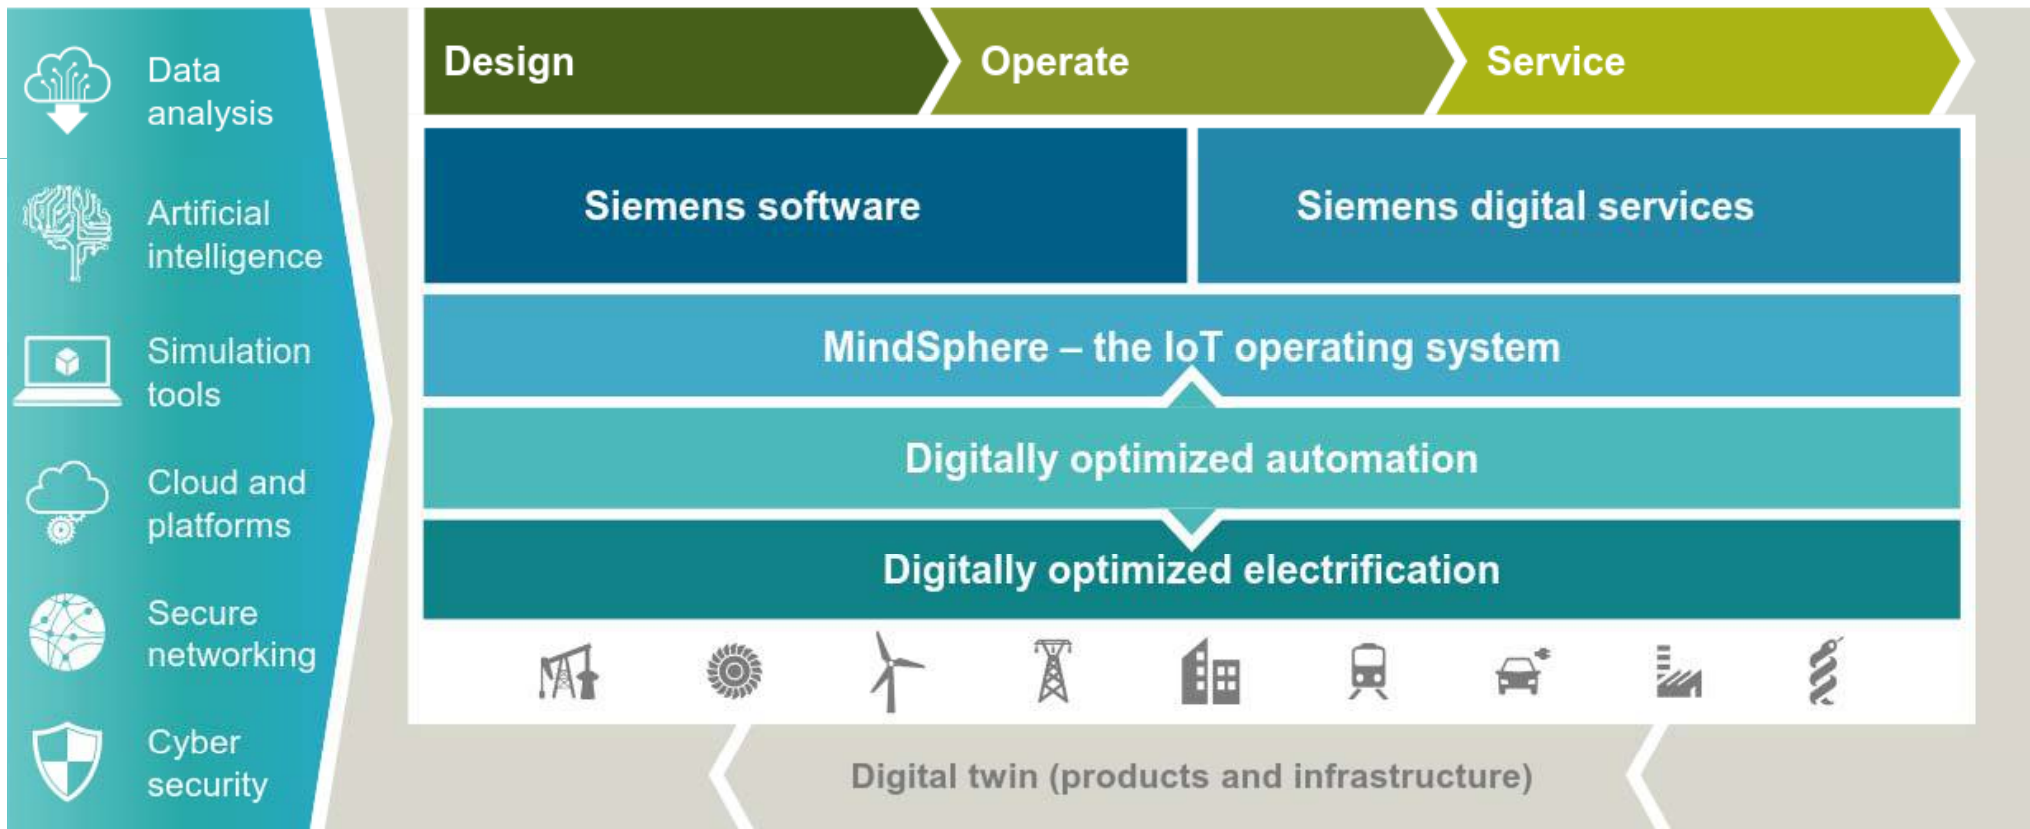 Data
analysis
Artificial
intelligence
Simulation
tools
Cloud and
platforms
Secure
networking
Cyber
security
Design
Operate
Service
Siemens software
Siemens digital services
MindSphere – the IoT operating system
Digitally optimized automation
Digitally optimized electrification
Digital twin (products and infrastructure)